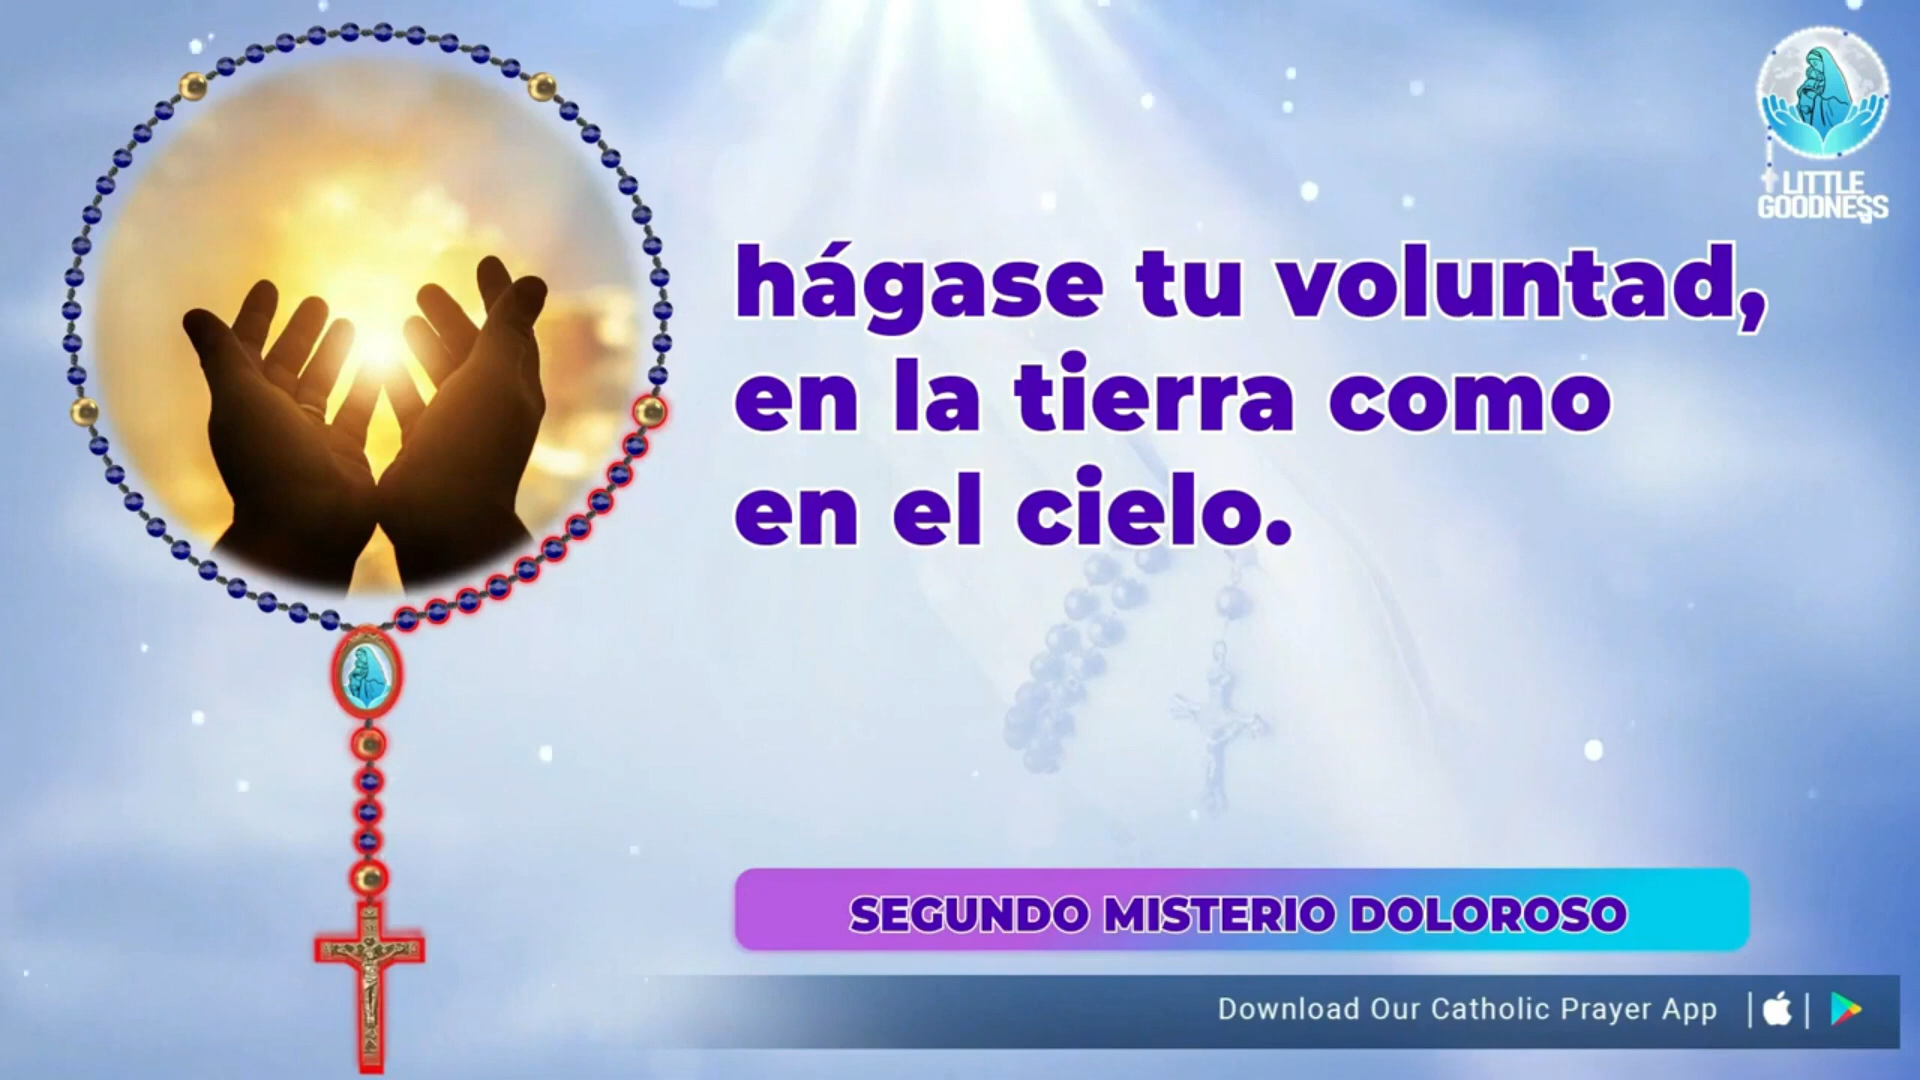 LITTLE
GOODNESS
hágase tu voluntad,
en la tierra como
en el cielo.
SEGUNDO MISTERIO DOLOROSO
Download Our Catholic Prayer App